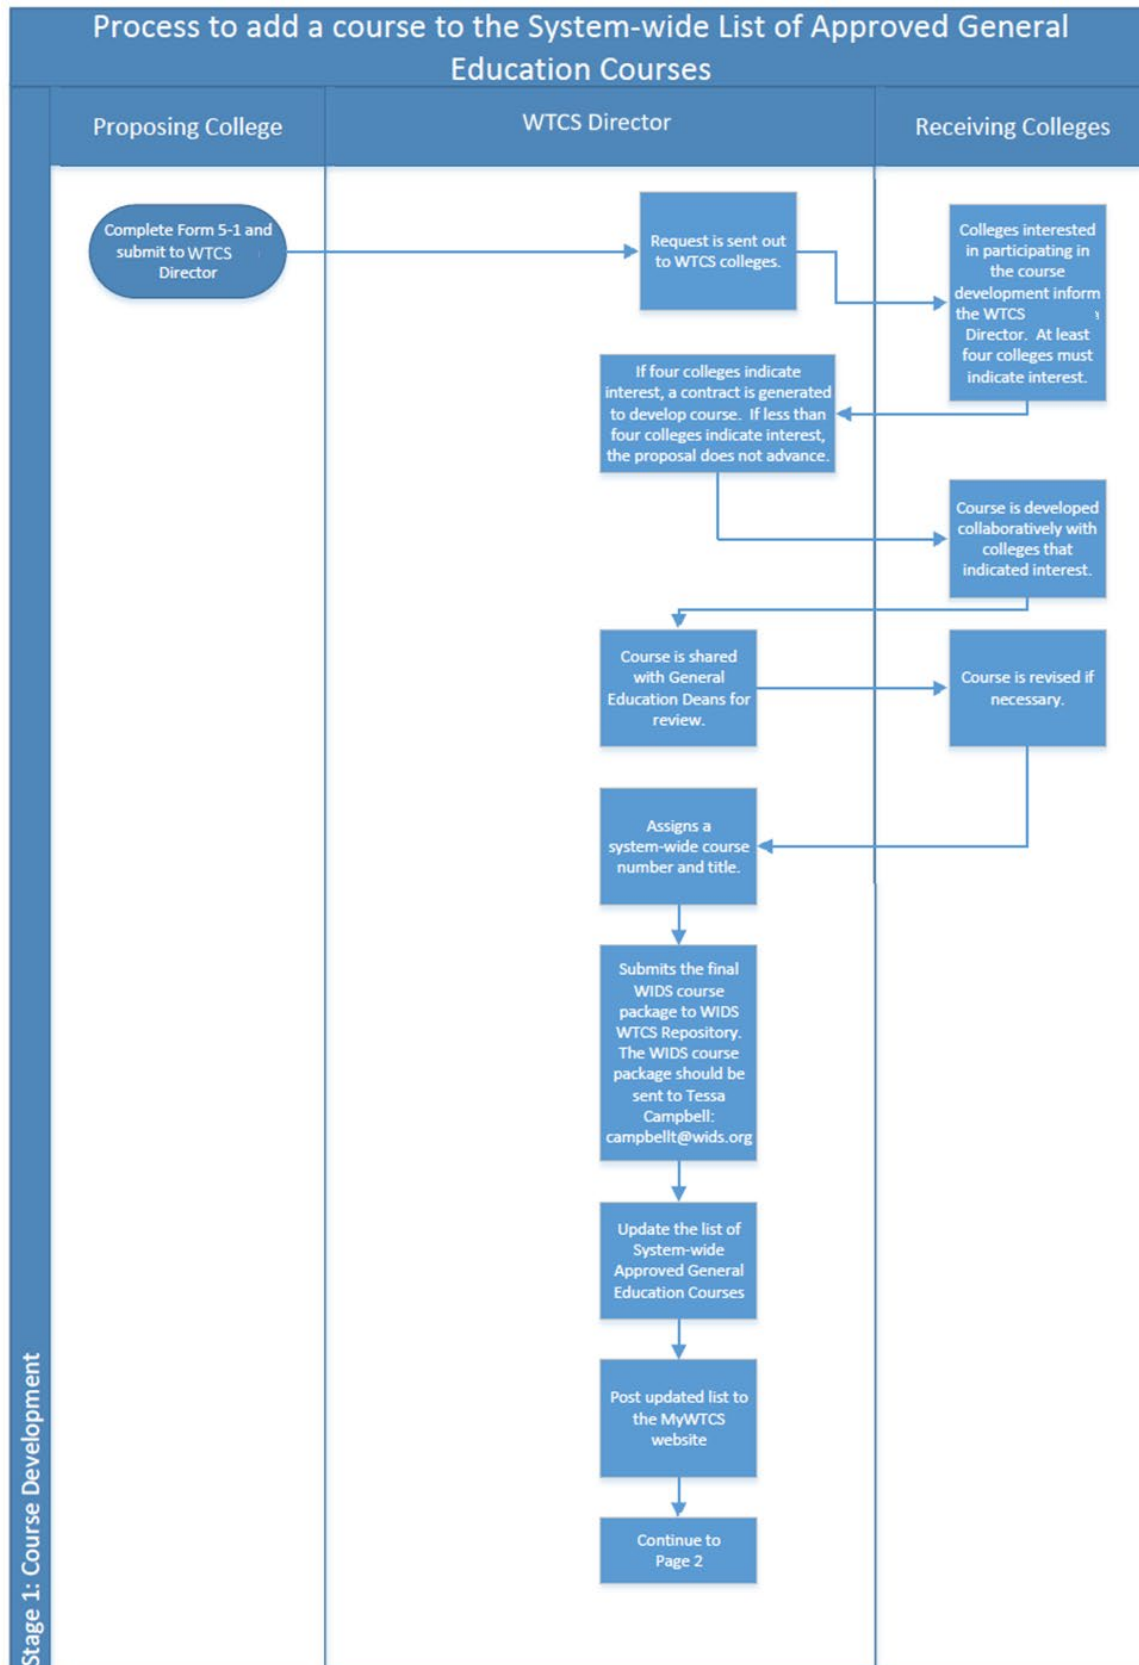 Process to add a course to the System-wide List of Approved General
Education Courses
Proposing College
WTCS Director
Receiving Colleges
Complete Form 5-1 and
submit to WTCS
Director
Request is sent out
to WTCS colleges.
Colleges interested
in participating in
the course
development inform
the WTCS
Director. At least
four colleges must
indicate interest.
If four colleges indicate
interest, a contract is generated
to develop course. If less than
four colleges indicate interest,
the proposal does not advance.
Course is developed
collaboratively with
colleges that
indicated interest.
Course is shared
with General
Education Deans for
review.
Course is revised if
necessary.
Assigns a
system-wide course
number and title.
Submits the final
WIDS course
package to WIDS
WTCS Repository.
The WIDS course
package should be
sent to Tessa
Campbell:
campbellt@wids.org
Update the list of
System-wide
Approved General
Education Courses
Post updated list to
the MyWTCS
website
Continue to
Page 2
Stage 1: Course Development